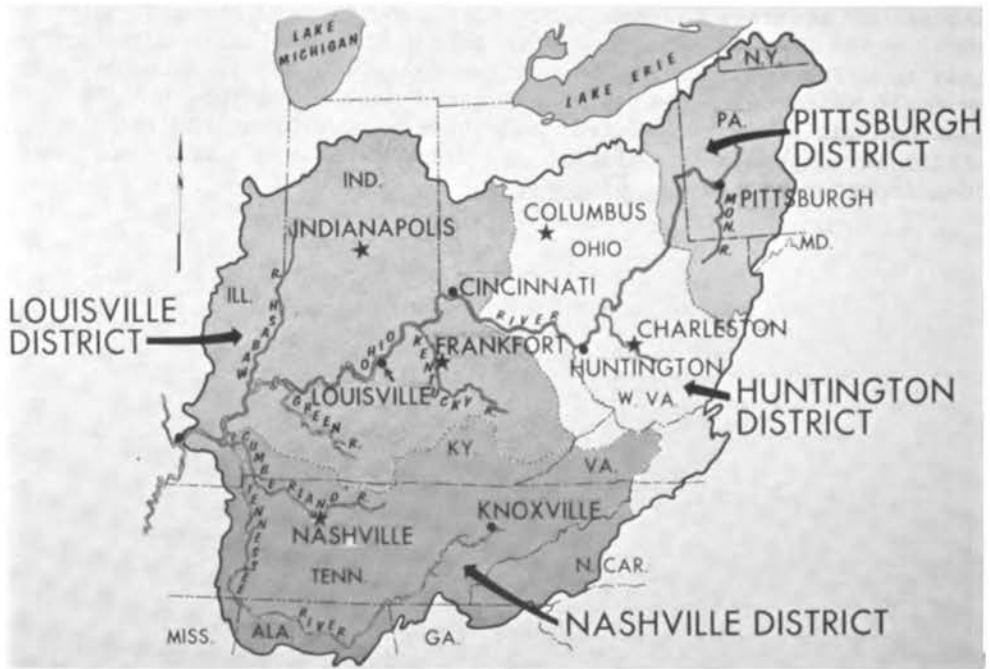 LAKE
MICHIGAN
LAKE ERIE
N.Y.
PA.
PITTSBURGH
DISTRICT
IND.
COLUMBUS
PITTSBURGH
MON. R.
INDIANAPOLIS
OHIO
MD.
ILL.
CINCINNATI
LOUISVILLE
DISTRICT
WABASH R.
OHIO
RIVER
CHARLESTON
FRANKFORT
HUNTINGTON
KENTUCKY R.
LOUISVILLE
W. VA.
HUNTINGTON
DISTRICT
GREEN R.
KY.
VA.
CUMBERLAND R.
KNOXVILLE
NASHVILLE
TENNESSEE
RIVER
TENN.
N. CAR.
MISS.
ALA.
GA.
NASHVILLE DISTRICT